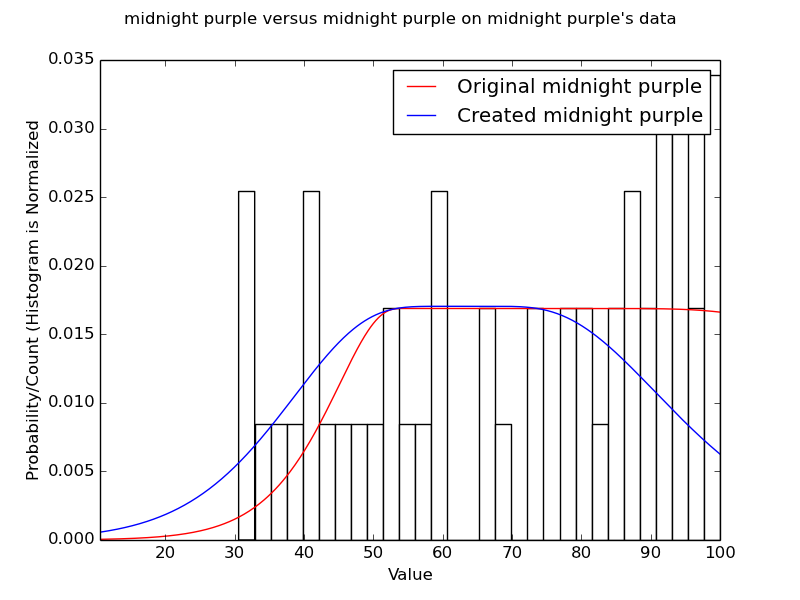 midnight purple versus midnight purple on midnight purple's data
Original midnight purple
Created midnight purple
Probability/Count (Histogram is Normalized
0.035
0.030
0.025
0.020
0.015
0.010
0.005
0.000
20 30 40 50 60 70 80 90 100
Value